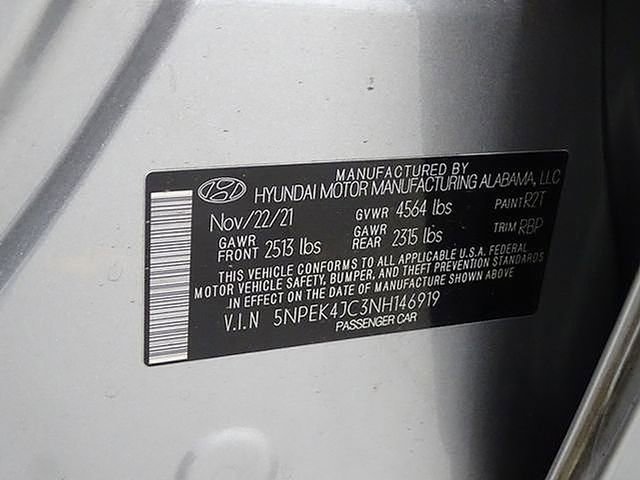 MANUFACTURED BY
HYUNDAI MOTOR MANUFACTURING ALABAMA, LLC
Nov/22/21 GVWR 4564 lbs PAINT R2T
GAWR FRONT 2513 lbs GAWR REAR 2315 lbs TRIM RBP
THIS VEHICLE CONFORMS TO ALL APPLICABLE U.S.A. FEDERAL
MOTOR VEHICLE SAFETY, BUMPER, AND THEFT PREVENTION STANDARDS
IN EFFECT ON THE DATE OF MANUFACTURE SHOWN ABOVE
V.I.N 5NPEK4JC3NH146919
PASSENGER CAR